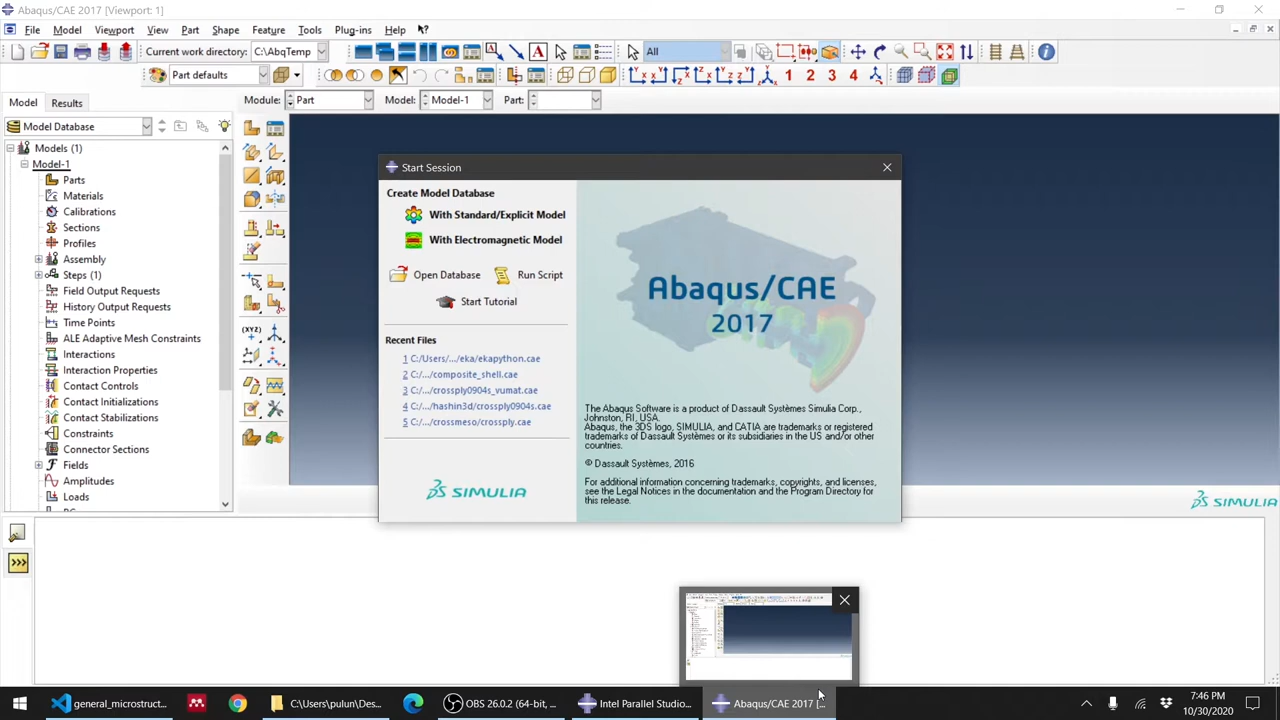 Abaqus/CAE 2017 [Viewport: 1]
File Model Viewport View Part Shape Feature Tools Plug-ins Help
Current work directory: C:\AbqTemp
All
Part defaults
1 2 3 4
Model Results
Module: Part Model: Model-1 Part:
Model Database
Models (1)
Model-1
Parts
Materials
Calibrations
Sections
Profiles
Assembly
Steps (1)
Field Output Requests
History Output Requests
Time Points
ALE Adaptive Mesh Constraints
Interactions
Interaction Properties
Contact Controls
Contact Initializations
Contact Stabilizations
Constraints
Connector Sections
Fields
Amplitudes
Loads
Start Session
Create Model Database
With Standard/Explicit Model
With Electromagnetic Model
Open Database Run Script
Start Tutorial
Recent Files
1 C:/Users/.../eka/ekapython.cae
2 C:/.../composite_shell.cae
3 C:/.../crossply0904s_vumat.cae
4 C:/.../hashin3d/crossply0904s.cae
5 C:/.../crossmeso/crossply.cae
SIMULIA
Abaqus/CAE
2017
The Abaqus Software is a product of Dassault Systèmes Simulia Corp.,
Johnston, RI, USA.
Abaqus, the 3DS logo, SIMULIA, and CATIA are trademarks or registered
trademarks of Dassault Systèmes or its subsidiaries in the US and/or other
countries.
© Dassault Systèmes, 2016
For additional information concerning trademarks, copyrights, and licenses,
see the Legal Notices in the documentation and the Program Directory for
this release.
SIMULIA
>>>
general_microstruct... C:\Users\pulun\Des... OBS 26.0.2 (64-bit, ... Intel Parallel Studio... Abaqus/CAE 2017 [...
7:46 PM
10/30/2020